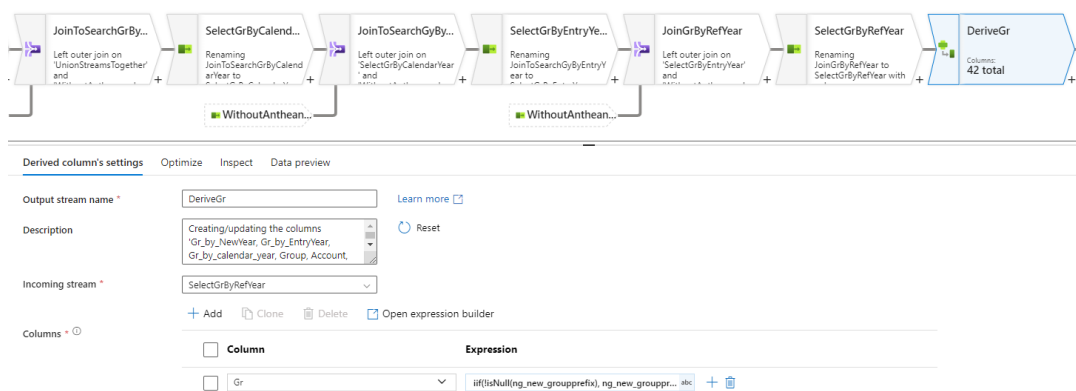 JoinToSearchGrBy...
Left outer join on
'UnionStreamsTogether'
and
+
SelectGrByCalend...
Renaming
JoinToSearchGrByCalend
arYear to
+
JoinToSearchGyBy...
Left outer join on
'SelectGrByCalendarYear
' and
+
SelectGrByEntryYe...
Renaming
JoinToSearchGyByEntryY
ear to
+
JoinGrByRefYear
Left outer join on
'SelectGrByEntryYear'
and
+
SelectGrByRefYear
Renaming
JoinGrByRefYear to
SelectGrByRefYear with
+
DeriveGr
Columns:
42 total
+
WithoutAnthean...
WithoutAnthean...
Derived column's settings Optimize Inspect Data preview
Output stream name * DeriveGr Learn more
Description
Creating/updating the columns
'Gr_by_NewYear, Gr_by_EntryYear,
Gr_by_calendar_year, Group, Account,
Reset
Incoming stream * SelectGrByRefYear
+ Add Clone Delete Open expression builder
Columns *
Column Expression
Gr iif(!isNull(ng_new_groupprefix), ng_new_grouppr... abc +